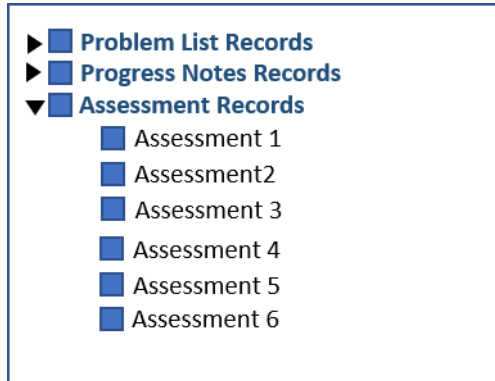 Problem List Records
Progress Notes Records
Assessment Records
Assessment 1
Assessment2
Assessment 3
Assessment 4
Assessment 5
Assessment 6